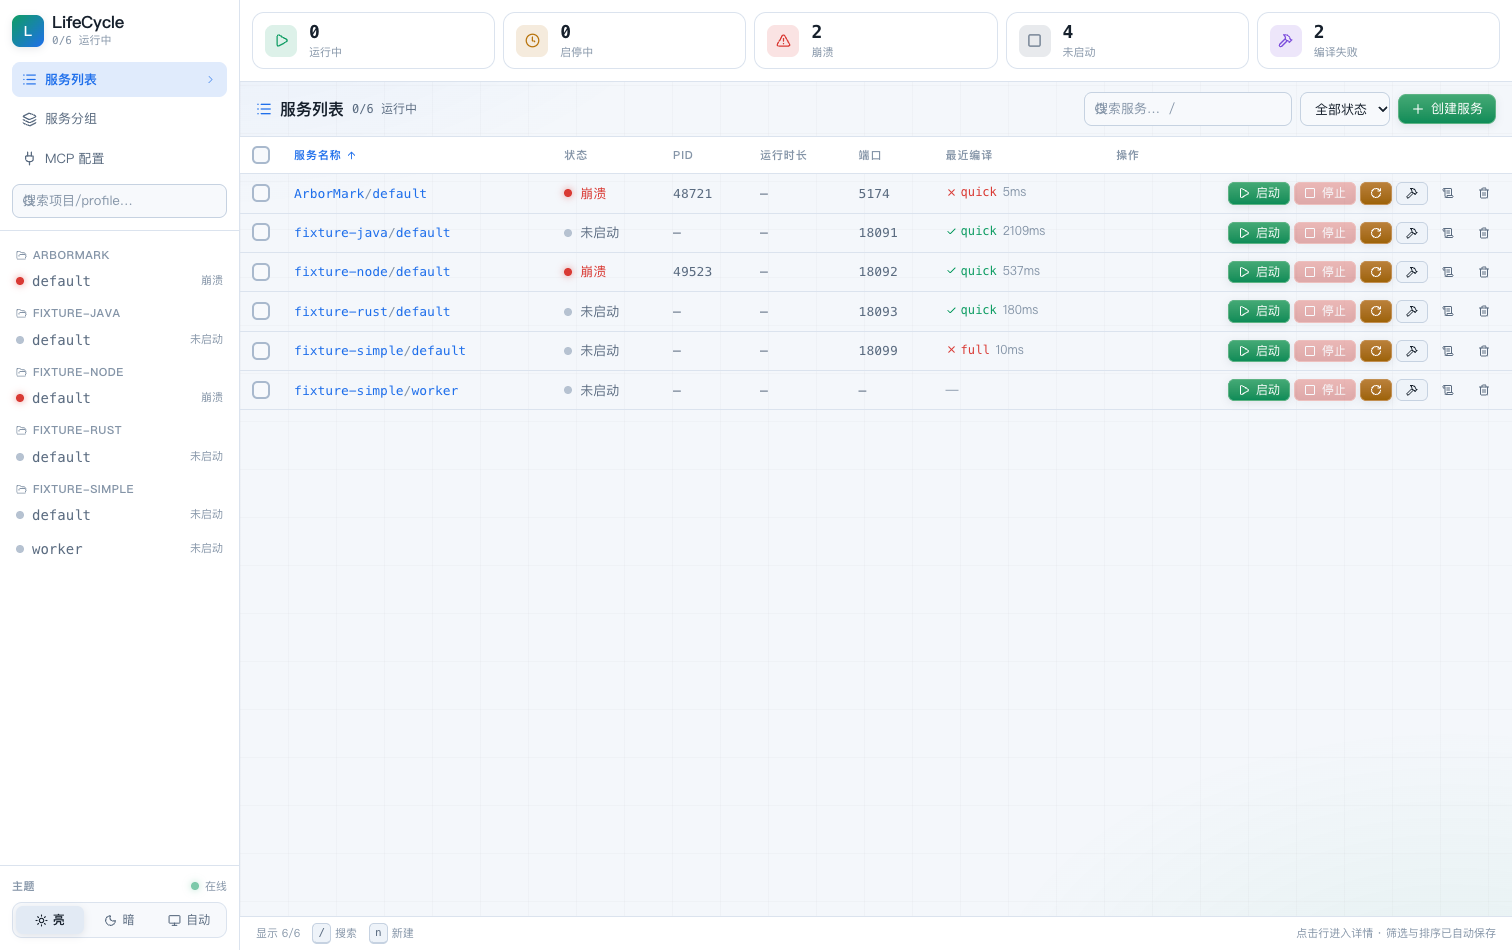 L
LifeCycle
0/6 运行中
服务列表
服务分组
MCP 配置
搜索项目/profile...
ARBORMARK
default 崩溃
FIXTURE-JAVA
default 未启动
FIXTURE-NODE
default 崩溃
FIXTURE-RUST
default 未启动
FIXTURE-SIMPLE
default 未启动
worker 未启动
主题 在线
亮 暗 自动
0 运行中
0 启停中
2 崩溃
4 未启动
2 编译失败
服务列表 0/6 运行中 搜索服务... / 全部状态 创建服务
服务名称 ↑ 状态 PID 运行时长 端口 最近编译 操作
ArborMark/default 崩溃 48721 — 5174 × quick 5ms 启动 停止
fixture-java/default 未启动 — — 18091 ✓ quick 2109ms 启动 停止
fixture-node/default 崩溃 49523 — 18092 ✓ quick 537ms 启动 停止
fixture-rust/default 未启动 — — 18093 ✓ quick 180ms 启动 停止
fixture-simple/default 未启动 — — 18099 × full 10ms 启动 停止
fixture-simple/worker 未启动 — — — — 启动 停止
显示 6/6 / 搜索 n 新建 点击行进入详情 · 筛选与排序已自动保存